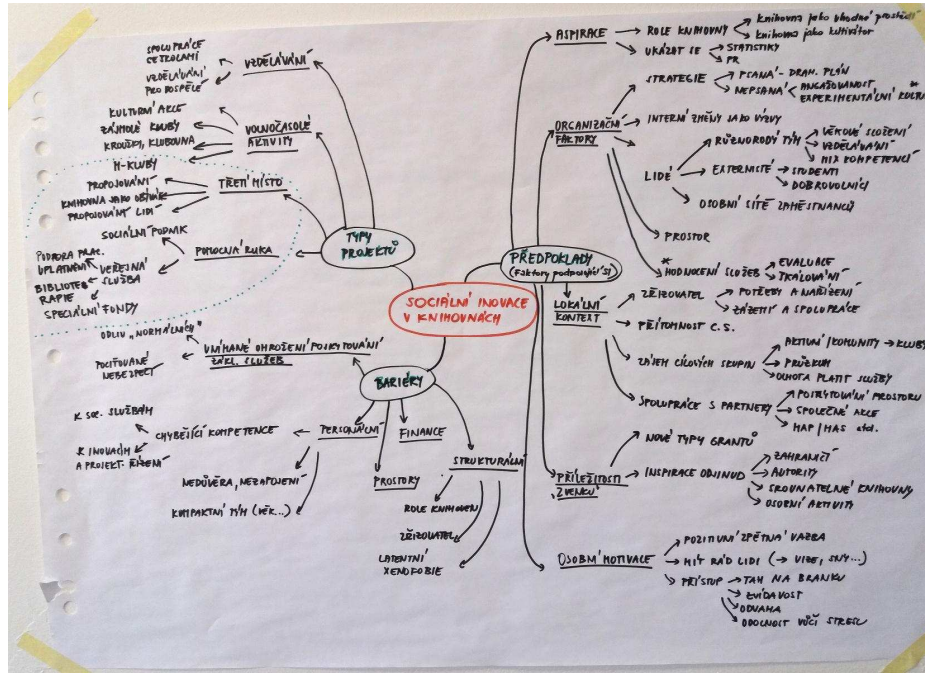 SOCIÁLNÍ INOVACE
V KNIHOVNÁCH
TYPY
PROJEKTŮ
VZDĚLÁVÁNÍ
SPOLUPRÁCE
SE ŠKOLAMI
VZDĚLÁVÁNÍ
PRO DOSPĚLÉ
VOLNOČASOVÉ
AKTIVITY
KULTURNÍ AKCE
ZÁJMOVÉ KLUBY
KROUŽKY, KLUBOVNA
M-KLUBY
TŘETÍ MÍSTO
PROPOJOVÁNÍ
KNIHOVNA JAKO OBÝVÁK
PROPOJOVÁNÍ LIDÍ
POMOCNÁ RUKA
SOCIÁLNÍ PODNIK
VEŘEJNÁ
SLUŽBA
PODPORA PRAC.
UPLATNĚNÍ
BIBLIOTE
RAPIE
SPECIÁLNÍ FONDY
BARIÉRY
VNÍMANÉ OHROŽENÍ POSKYTOVÁNÍ
ZÁKL. SLUŽEB
ODLIV „NORMÁLNÍCH“
POCIŤOVANÉ
NEBEZPEČÍ
PERSONÁLNÍ
CHYBĚJÍCÍ KOMPETENCE
K SOC. SLUŽBÁM
K INOVACÍM
A PROJEKT. ŘÍZENÍ
NEDŮVĚRA, NEZAPOJENÍ
KOMPAKTNÍ TÝM (VĚK...)
FINANCE
PROSTORY
STRUKTURÁLNÍ
ROLE KNIHOVEN
ZŘIZOVATEL
LATENTNÍ
XENOFOBIE
PŘEDPOKLADY
(Faktory podporující SI)
ASPIRACE
ROLE KNIHOVNY
knihovna jako vhodné prostředí
knihovna jako kultivátor
UKÁZAT SE
STATISTIKY
PR
ORGANIZAČNÍ
FAKTORY
STRATEGIE
PSANÁ - DRAM. PLÁN
NEPSANÁ
ANGAŽOVANOST
EXPERIMENTÁLNÍ
INTERNÍ ZMĚNY JAKO VÝZVY
LIDÉ
RŮZNORODÝ TÝM
VĚKOVÉ SLOŽENÍ
VZDĚLÁVÁNÍ
MIX KOMPETENCÍ
EXTERNISTÉ
STUDENTI
DOBROVOLNÍCI
OSOBNÍ SÍTĚ ZAMĚSTNANCŮ
PROSTOR
* HODNOCENÍ SLUŽEB
EVALUACE
ŠKÁLOVÁNÍ
LOKÁLNÍ
KONTEXT
ZŘIZOVATEL
POTŘEBY A NAŘÍZENÍ
ZÁZEMÍ A SPOLUPRÁCE
PŘÍTOMNOST C.S.
ZÁJEM CÍLOVÝCH SKUPIN
AKTIVNÍ KOMUNITY → KLUBY
PRŮZKUM
OCHOTA PLATIT SLUŽBY
SPOLUPRÁCE S PARTNERY
POSKYTOVÁNÍ PROSTORU
SPOLEČNÉ AKCE
MAP/MAS atd.
PŘÍLEŽITOSTI
ZVENKU
NOVÉ TYPY GRANTŮ
INSPIRACE ODJINUD
ZAHRANIČÍ
AUTORITY
SROVNATELNÉ KNIHOVNY
OSOBNÍ AKTIVITY
OSOBNÍ MOTIVACE
POZITIVNÍ ZPĚTNÁ VAZBA
MÍT RÁD LIDI (→ VIZE, SNY...)
PŘÍSTUP
TAH NA BRANKU
ZVÍDAVOST
ODVAHA
ODOLNOST VŮČI STRESU